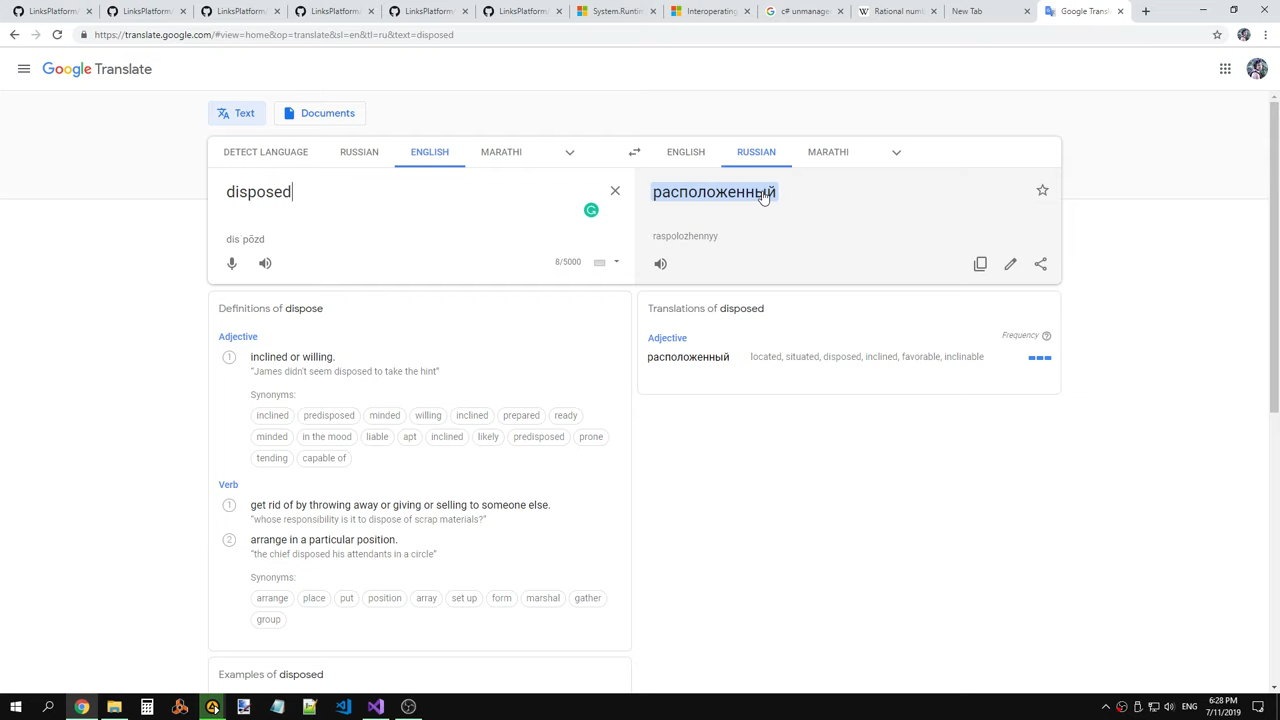 LinksPlatform/
LinksPlatform/
LinksPlatform/
LinksPlatform/
LinksPlatform/
LinksPlatform/
System.Runtim
Interoperating
c# unmanage
Rational numb
New Tab
Google Transl
https://translate.google.com/#view=home&op=translate&sl=en&tl=ru&text=disposed
Google Translate
Text
Documents
DETECT LANGUAGE RUSSIAN ENGLISH MARATHI
ENGLISH RUSSIAN MARATHI
disposed
расположенный
raspolozhennyy
disˈpōzd
8/5000
Definitions of dispose
Adjective
1 inclined or willing.
"James didn't seem disposed to take the hint"
Synonyms:
inclined predisposed minded willing inclined prepared ready
minded in the mood liable apt inclined likely predisposed prone
tending capable of
Verb
1 get rid of by throwing away or giving or selling to someone else.
"whose responsibility is it to dispose of scrap materials?"
2 arrange in a particular position.
"the chief disposed his attendants in a circle"
Synonyms:
arrange place put position array set up form marshal gather
group
Examples of disposed
Translations of disposed
Adjective Frequency
расположенный located, situated, disposed, inclined, favorable, inclinable
ENG
6:28 PM
7/11/2019